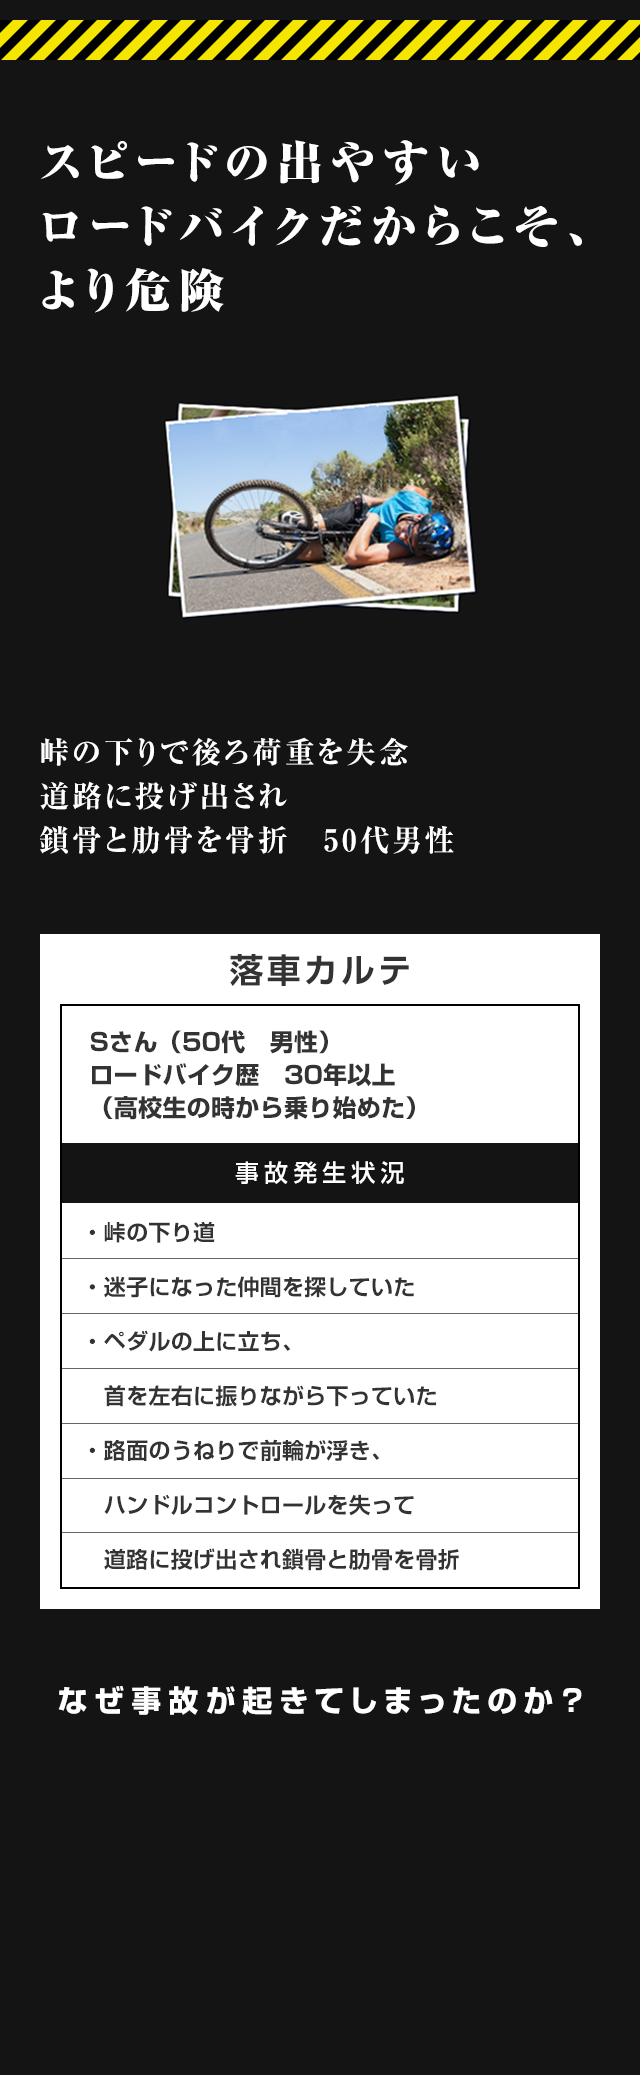 スピードの出やすい
ロードバイクだからこそ、
より危険
峠の下りで後ろ荷重を失念
道路に投げ出され
鎖骨と肋骨を骨折　50代男性
落車カルテ
Sさん（50代　男性）
ロードバイク歴　30年以上
（高校生の時から乗り始めた）
事故発生状況
・峠の下り道
・迷子になった仲間を探していた
・ペダルの上に立ち、
首を左右に振りながら下っていた
・路面のうねりで前輪が浮き、
ハンドルコントロールを失って
道路に投げ出され鎖骨と肋骨を骨折
なぜ事故が起きてしまったのか？